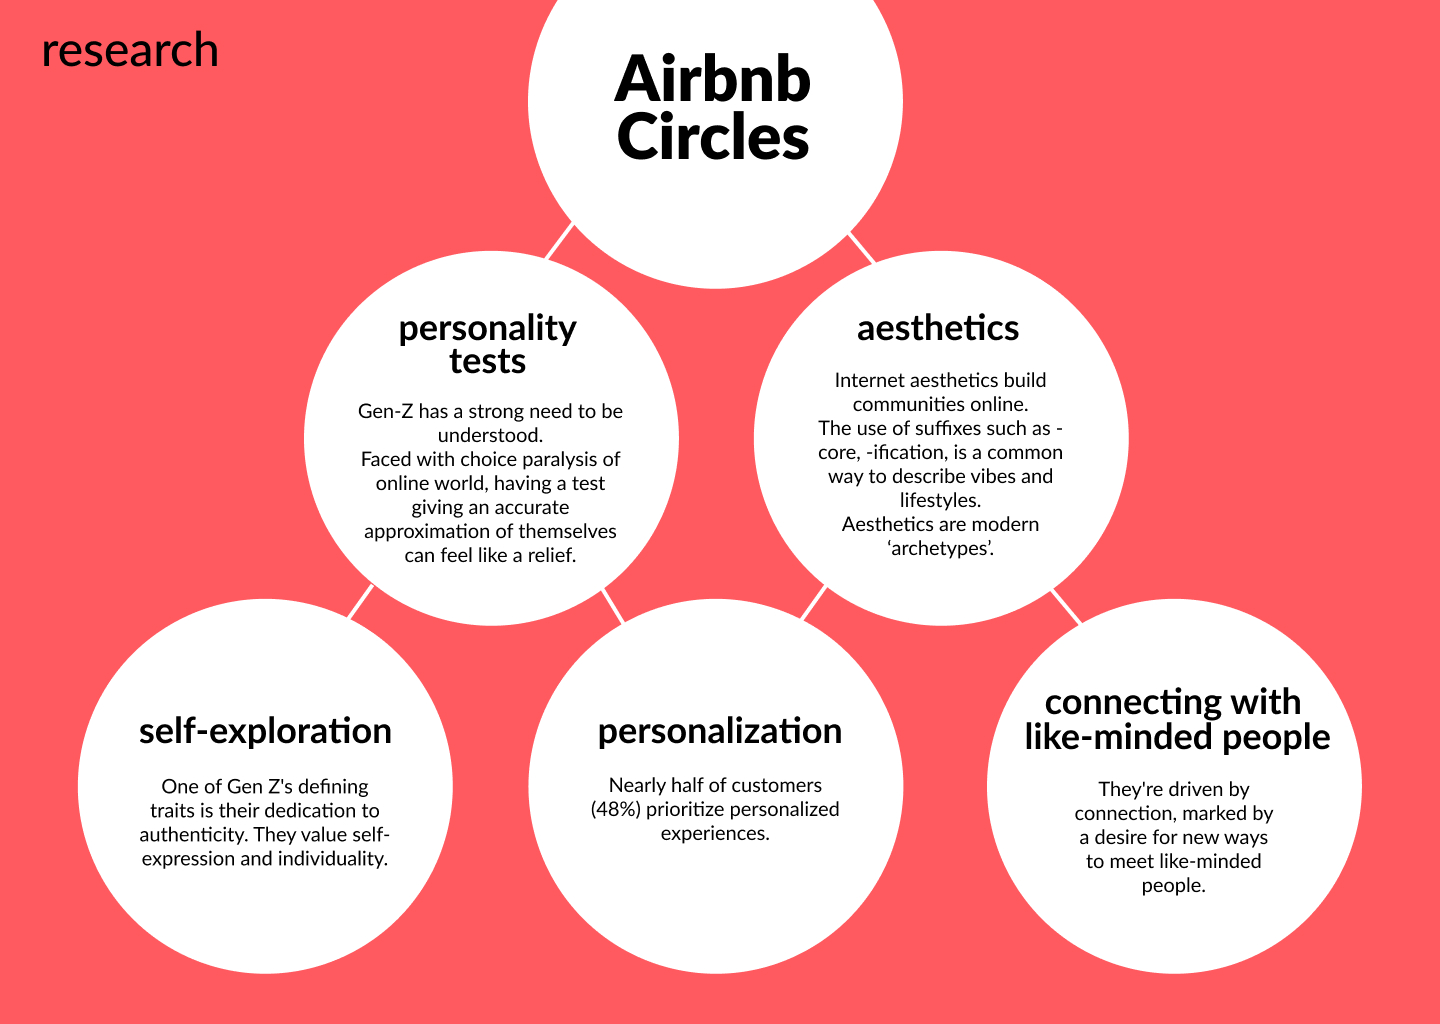 research
Airbnb
Circles
personality
tests
Gen-Z has a strong need to be
understood.
Faced with choice paralysis of
online world, having a test
giving an accurate
approximation of themselves
can feel like a relief.
aesthetics
Internet aesthetics build
communities online.
The use of suffixes such as -
core, -ification, is a common
way to describe vibes and
lifestyles.
Aesthetics are modern
‘archetypes’.
self-exploration
One of Gen Z's defining
traits is their dedication to
authenticity. They value self-
expression and individuality.
personalization
Nearly half of customers
(48%) prioritize personalized
experiences.
connecting with
like-minded people
They're driven by
connection, marked by
a desire for new ways
to meet like-minded
people.